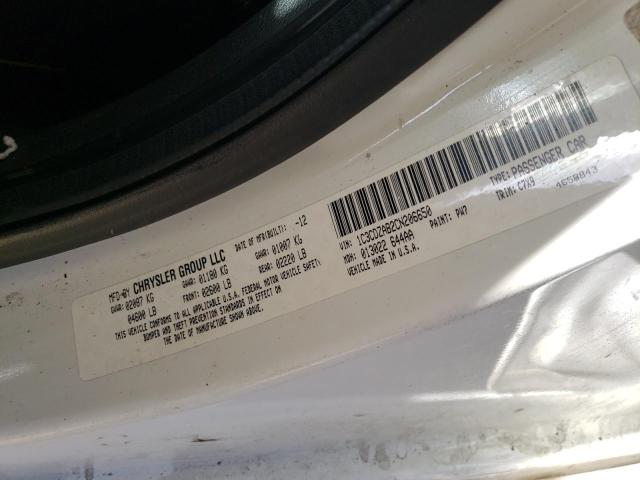 MFD-BY CHRYSLER GROUP LLC
DATE OF MFR(BUILT): -12
GVWR: 02087 KG
04600 LB
GAWR: 01180 KG
FRONT: 02600 LB
GAWR: 01007 KG
REAR: 02220 LB
THIS VEHICLE CONFORMS TO ALL APPLICABLE U.S.A. FEDERAL MOTOR VEHICLE SAFETY,
BUMPER AND THEFT PREVENTION STANDARDS IN EFFECT ON
THE DATE OF MANUFACTURE SHOWN ABOVE.
VIN: 1C3CDZAB2CN206650
TYPE: PASSENGER CAR
MDH: 013022 644AA
PAINT: PW7
TRIM: C7X9
VEHICLE MADE IN U.S.A.
4658843